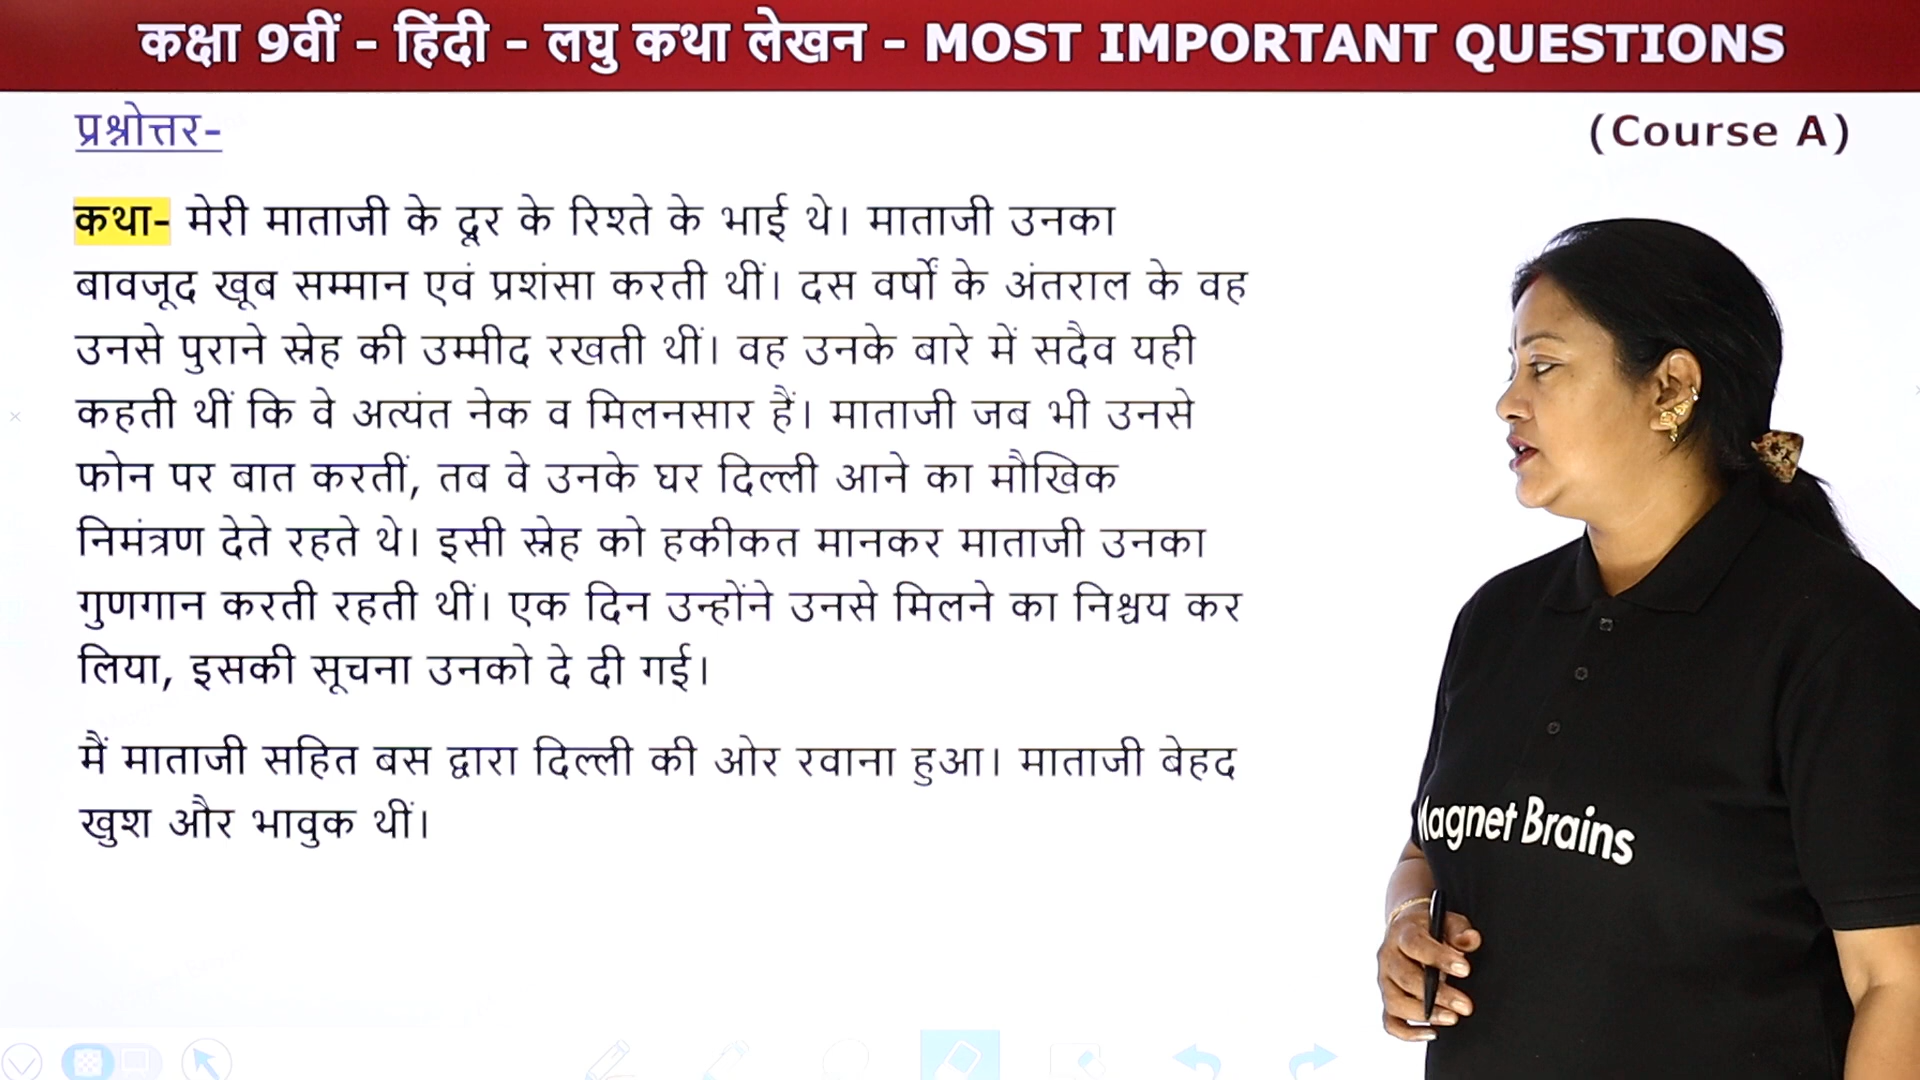 कक्षा 9वीं - हिंदी - लघु कथा लेखन - MOST IMPORTANT QUESTIONS
प्रश्नोत्तर-
(Course A)
कथा- मेरी माताजी के दूर के रिश्ते के भाई थे। माताजी उनका
बावजूद खूब सम्मान एवं प्रशंसा करती थीं। दस वर्षों के अंतराल के वह
उनसे पुराने स्नेह की उम्मीद रखती थीं। वह उनके बारे में सदैव यही
कहती थीं कि वे अत्यंत नेक व मिलनसार हैं। माताजी जब भी उनसे
फोन पर बात करतीं, तब वे उनके घर दिल्ली आने का मौखिक
निमंत्रण देते रहते थे। इसी स्नेह को हकीकत मानकर माताजी उनका
गुणगान करती रहती थीं। एक दिन उन्होंने उनसे मिलने का निश्चय कर
लिया, इसकी सूचना उनको दे दी गई।
मैं माताजी सहित बस द्वारा दिल्ली की ओर रवाना हुआ। माताजी बेहद
खुश और भावुक थीं।
Magnet Brains